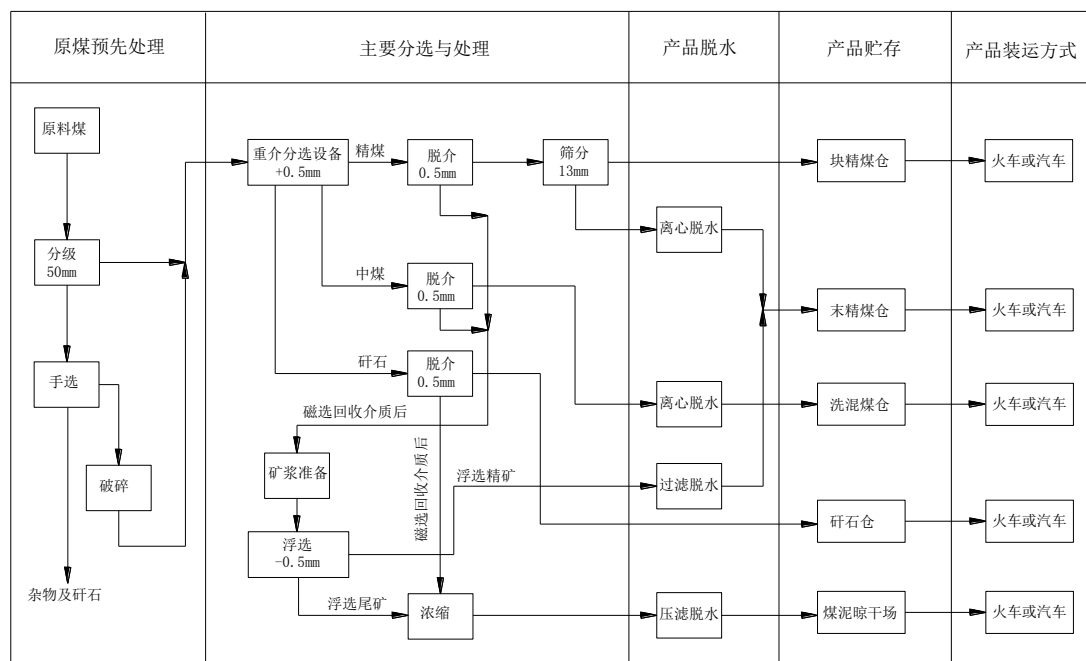 原煤预先处理
主要分选与处理
产品脱水
产品贮存
产品装运方式
原料煤
重介分选设备
+0.5mm
精煤
脱介
0.5mm
筛分
13mm
块精煤仓
火车或汽车
离心脱水
分级
50mm
中煤
脱介
0.5mm
末精煤仓
火车或汽车
手选
矸石
脱介
0.5mm
磁选回收介质后
离心脱水
洗混煤仓
火车或汽车
破碎
矿浆准备
磁选回收介质后
浮选精矿
过滤脱水
浮选
-0.5mm
矸石仓
火车或汽车
杂物及矸石
浮选尾矿
浓缩
压滤脱水
煤泥晾干场
火车或汽车